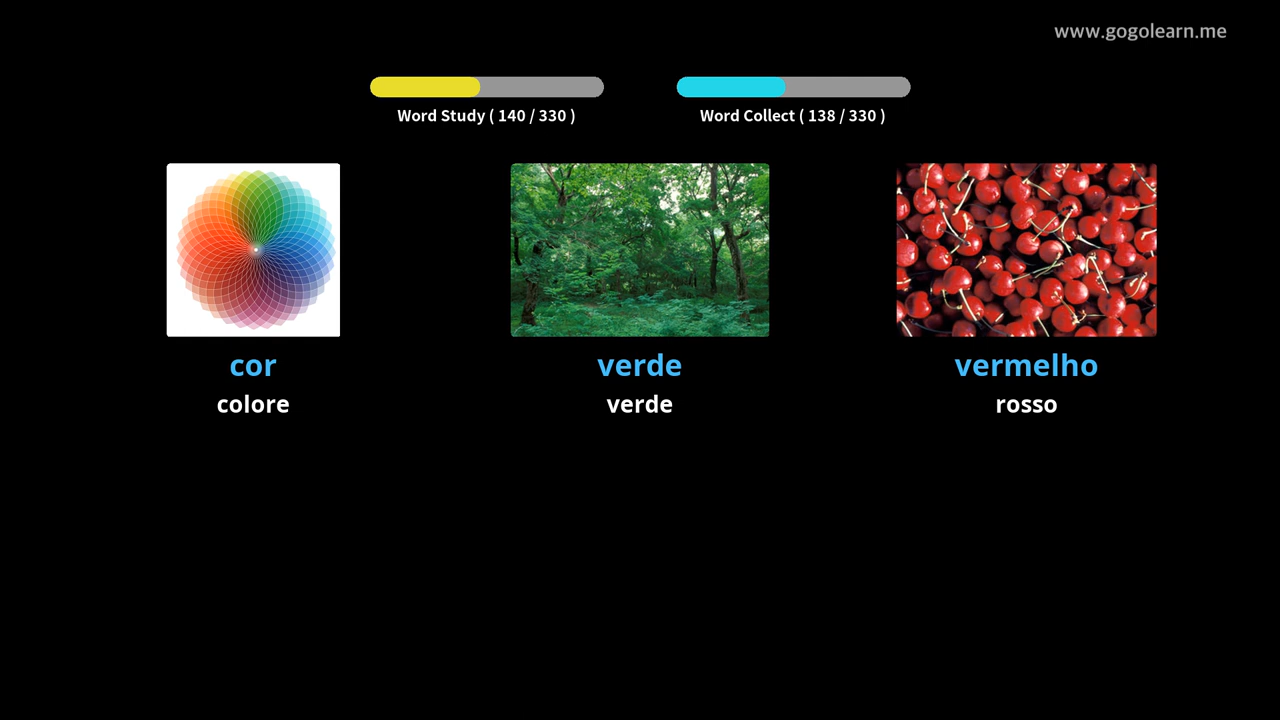 www.gogolearn.me
Word Study ( 140 / 330 )
Word Collect ( 138 / 330 )
cor
colore
verde
verde
vermelho
rosso